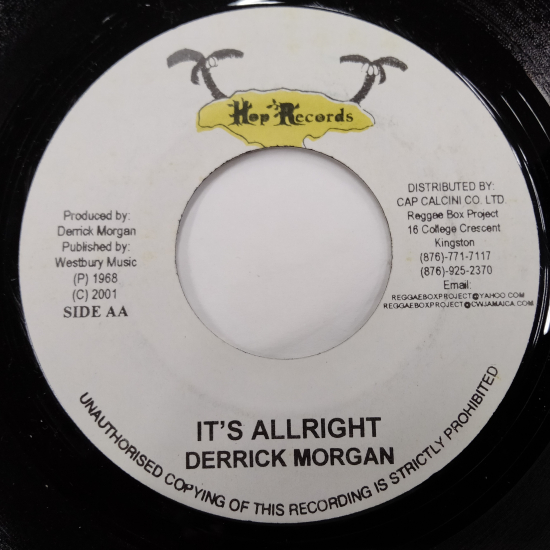 Hop Records
Produced by:
Derrick Morgan
Published by:
Westbury Music
(P) 1968
(C) 2001
SIDE AA
DISTRIBUTED BY:
CAP CALCINI CO. LTD.
Reggae Box Project
16 College Crescent
Kingston
(876)-771-7117
(876)-925-2370
Email:
REGGAEBOXPROJECT@YAHOO.COM
REGGAEBOXPROJECT@CWJAMAICA.COM
IT'S ALLRIGHT
DERRICK MORGAN
UNAUTHORISED COPYING OF THIS RECORDING IS STRICTLY PROHIBITED